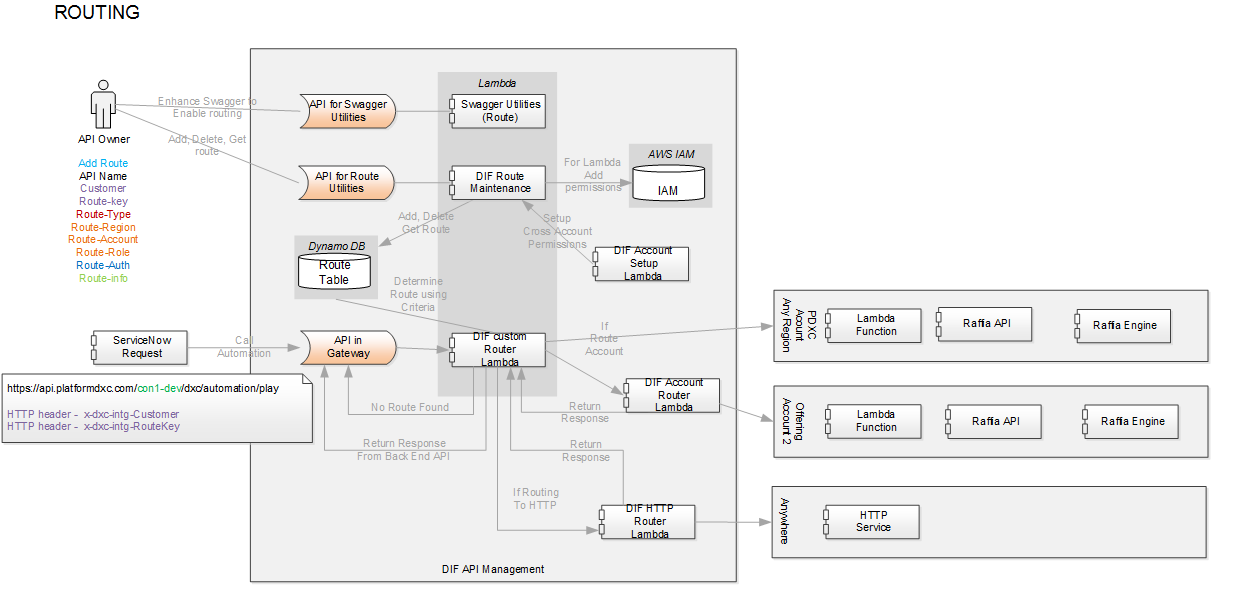 ROUTING
Lambda
Enhance Swagger to
Enable routing
API for Swagger
Utilities
Swagger Utilities
(Route)
API Owner
Add, Delete, Get
route
Add Route
API Name
Customer
Route-key
Route-Type
Route-Region
Route-Account
Route-Role
Route-Auth
Route-info
API for Route
Utilities
DIF Route
Maintenance
For Lambda
Add
permissions
AWS IAM
IAM
Add, Delete
Get Route
Setup
Cross Account
Permissions
DIF Account
Setup
Lambda
Dynamo DB
Route
Table
Determine
Route using
Criteria
ServiceNow
Request
Call
Automation
API in
Gateway
DIF custom
Router
Lambda
If
Route
Account
PDXC
Acount
Any Region
Lambda
Function
Raffia API
Raffia Engine
https://api.platformdxc.com/con1-dev/dxc/automation/play
HTTP header - x-dxc-intg-Customer
HTTP header - x-dxc-intg-RouteKey
No Route Found
Return
Response
DIF Account
Router
Lambda
Offering
Account 2
Lambda
Function
Raffia API
Raffia Engine
Return Response
From Back End API
Return
Response
If Routing
To HTTP
DIF HTTP
Router
Lambda
Anywhere
HTTP
Service
DIF API Management